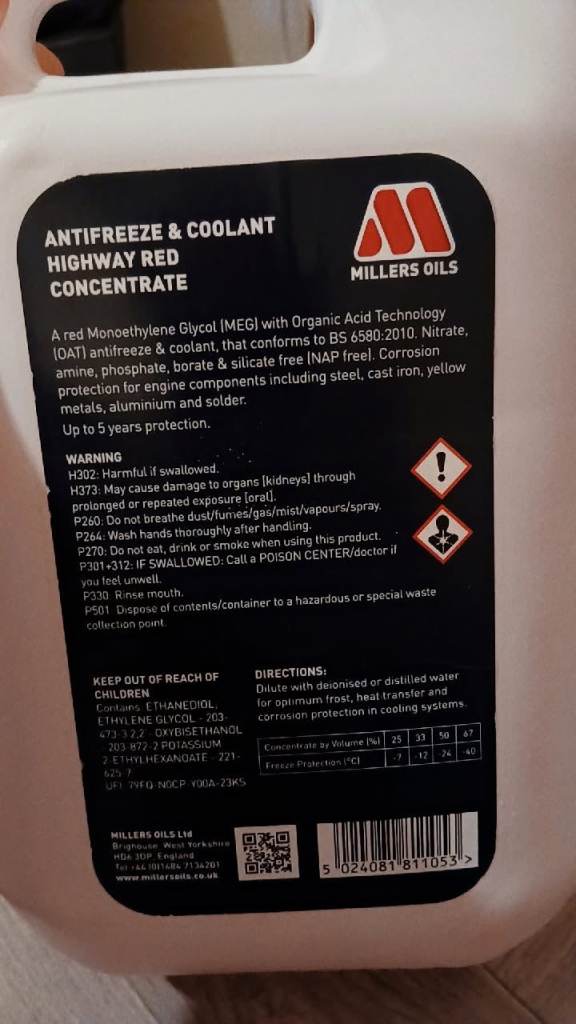 ANTIFREEZE & COOLANT
HIGHWAY RED
CONCENTRATE
MILLERS OILS
A red Monoethylene Glycol (MEG) with Organic Acid Technology
(OAT) antifreeze & coolant, that conforms to BS 6580:2010. Nitrate,
amine, phosphate, borate & silicate free (NAP free). Corrosion
protection for engine components including steel, cast iron, yellow
metals, aluminium and solder.
Up to 5 years protection.
WARNING
H302: Harmful if swallowed.
H373: May cause damage to organs [kidneys] through
prolonged or repeated exposure [oral].
P260: Do not breathe dust/fumes/gas/mist/vapours/spray.
P264: Wash hands thoroughly after handling.
P270: Do not eat, drink or smoke when using this product.
P301+312: IF SWALLOWED: Call a POISON CENTER/doctor if
you feel unwell.
P330 Rinse mouth.
P501 Dispose of contents/container to a hazardous or special waste
collection point.
KEEP OUT OF REACH OF
CHILDREN
Contains: ETHANEDIOL,
ETHYLENE GLYCOL - 203-
473-3 2,2'- OXYBISETHANOL
- 203-872-2 POTASSIUM
2-ETHYLHEXANOATE - 221-
625-7
UFI: 79F0-N0CP-Y00A-23KS
DIRECTIONS:
Dilute with deionised or distilled water
for optimum frost, heat transfer and
corrosion protection in cooling systems.
Concentrate by Volume (%) 25 33 50 67
Freeze Protection (°C) -7 -12 -24 -40
MILLERS OILS Ltd
Brighouse, West Yorkshire
HD6 3DP, England
Tel +44 (0)1484 713201
www.millersoils.co.uk
5 024081 811053 >